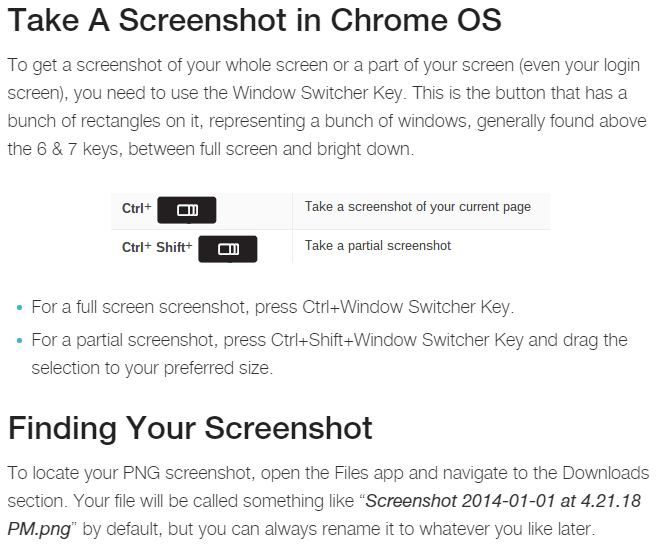 Take A Screenshot in Chrome OS
To get a screenshot of your whole screen or a part of your screen (even your login
screen), you need to use the Window Switcher Key. This is the button that has a
bunch of rectangles on it, representing a bunch of windows, generally found above
the 6 & 7 keys, between full screen and bright down.
Ctrl+ Take a screenshot of your current page
Ctrl+ Shift+ Take a partial screenshot
• For a full screen screenshot, press Ctrl+Window Switcher Key.
• For a partial screenshot, press Ctrl+Shift+Window Switcher Key and drag the
selection to your preferred size.
Finding Your Screenshot
To locate your PNG screenshot, open the Files app and navigate to the Downloads
section. Your file will be called something like “Screenshot 2014-01-01 at 4.21.18
PM.png” by default, but you can always rename it to whatever you like later.